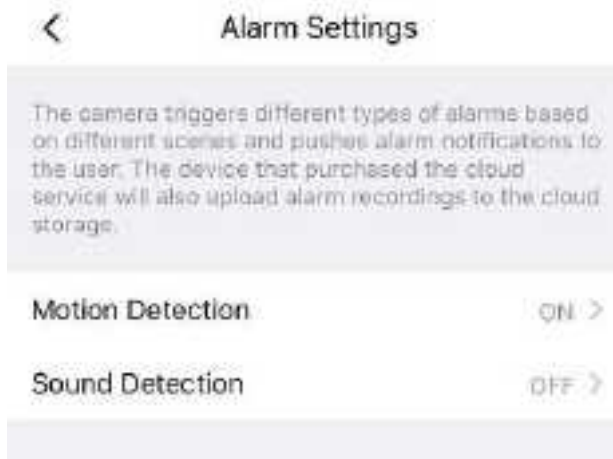 Alarm Settings
The camera triggers different types of alarms based
on different scenes and pushes alarm notifications to
the user. The device that purchased the cloud
service will also upload alarm recordings to the cloud
storage.
Motion Detection ON
Sound Detection OFF